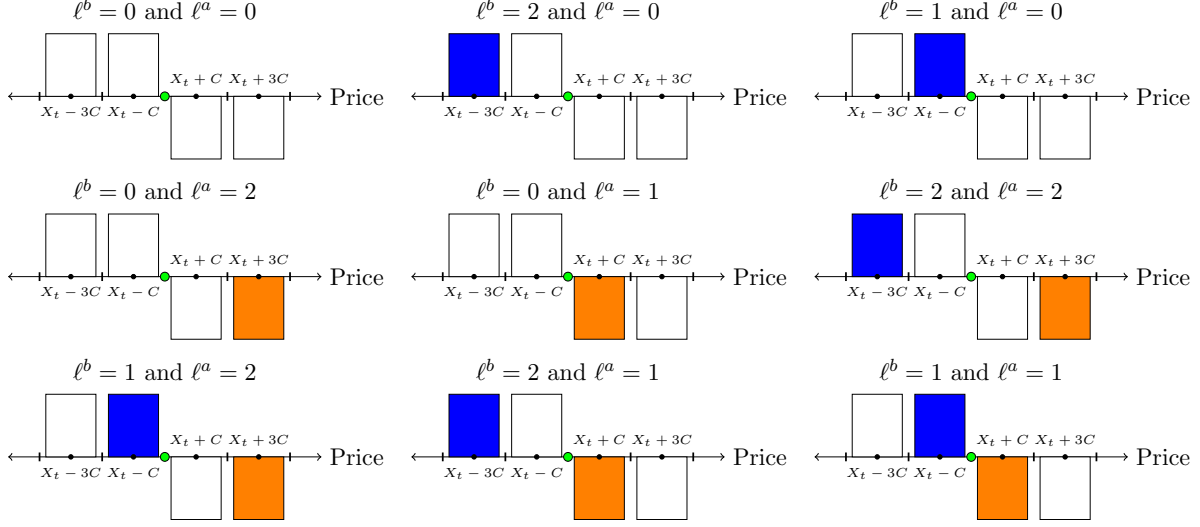 ℓ^b = 0 and ℓ^a = 0
X_t + C X_t + 3C
X_t − 3C X_t − C
Price
ℓ^b = 2 and ℓ^a = 0
X_t + C X_t + 3C
X_t − 3C X_t − C
Price
ℓ^b = 1 and ℓ^a = 0
X_t + C X_t + 3C
X_t − 3C X_t − C
Price
ℓ^b = 0 and ℓ^a = 2
X_t + C X_t + 3C
X_t − 3C X_t − C
Price
ℓ^b = 0 and ℓ^a = 1
X_t + C X_t + 3C
X_t − 3C X_t − C
Price
ℓ^b = 2 and ℓ^a = 2
X_t + C X_t + 3C
X_t − 3C X_t − C
Price
ℓ^b = 1 and ℓ^a = 2
X_t + C X_t + 3C
X_t − 3C X_t − C
Price
ℓ^b = 2 and ℓ^a = 1
X_t + C X_t + 3C
X_t − 3C X_t − C
Price
ℓ^b = 1 and ℓ^a = 1
X_t + C X_t + 3C
X_t − 3C X_t − C
Price